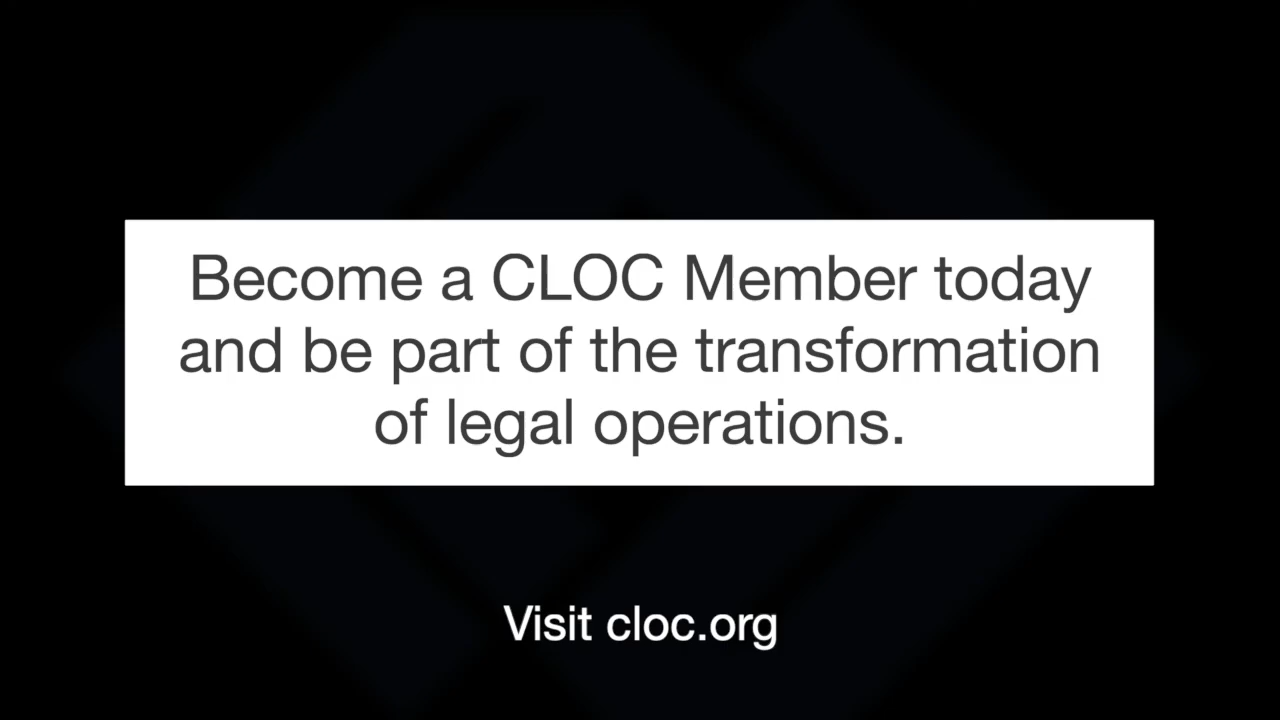 Become a CLOC Member today
and be part of the transformation
of legal operations.
Visit cloc.org